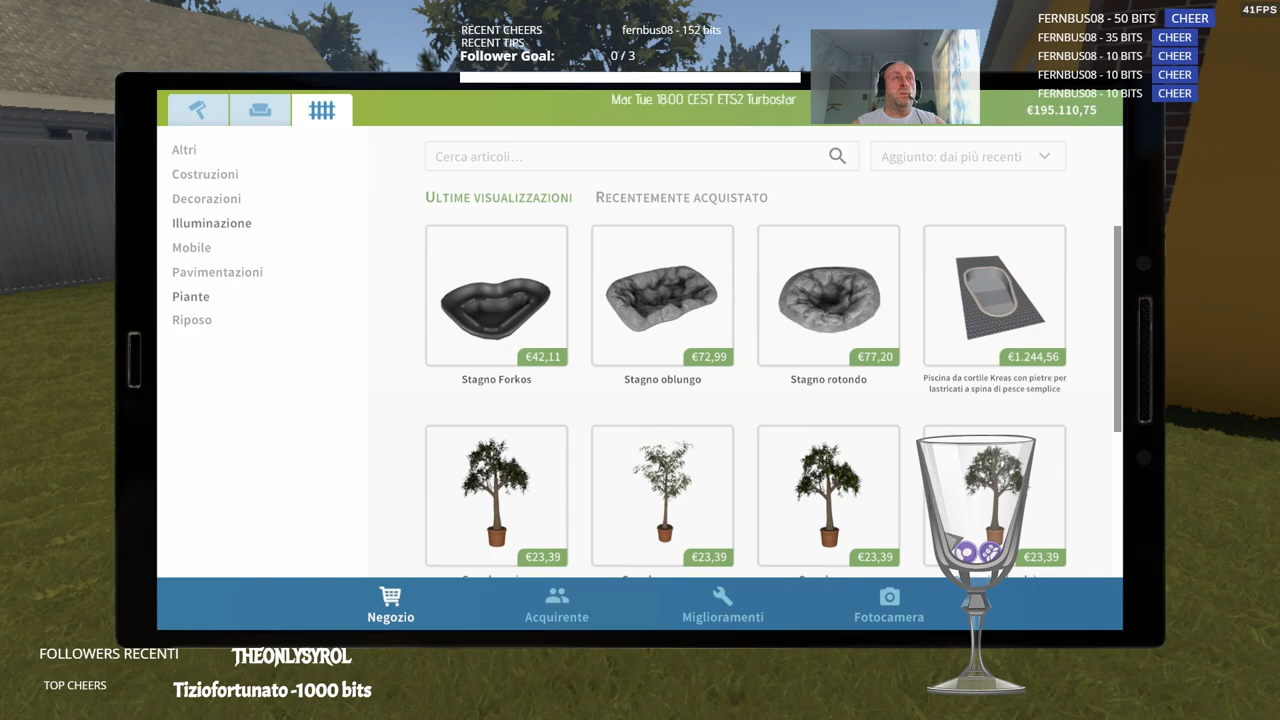 41FPS
RECENT CHEERS fernbus08 - 152 bits
RECENT TIPS
Follower Goal: 0 / 3
FERNBUS08 - 50 BITS CHEER
FERNBUS08 - 35 BITS CHEER
FERNBUS08 - 10 BITS CHEER
FERNBUS08 - 10 BITS CHEER
FERNBUS08 - 10 BITS CHEER
Mar Tue. 18:00 CEST ETS2 Turbostar
€195.110,75
Altri
Costruzioni
Decorazioni
Illuminazione
Mobile
Pavimentazioni
Piante
Riposo
Cerca articoli...
Aggiunto: dai più recenti
ULTIME VISUALIZZAZIONI RECENTEMENTE ACQUISTATO
€42,11 €72,99 €77,20 €1.244,56
Stagno Forkos Stagno oblungo Stagno rotondo Piscina da cortile Kreas con pietre per
lastricati a spina di pesce semplice
€23,39 €23,39 €23,39 €23,39
Negozio Acquirente Miglioramenti Fotocamera
FOLLOWERS RECENTI THEONLYSYROL
TOP CHEERS Tiziofortunato -1000 bits